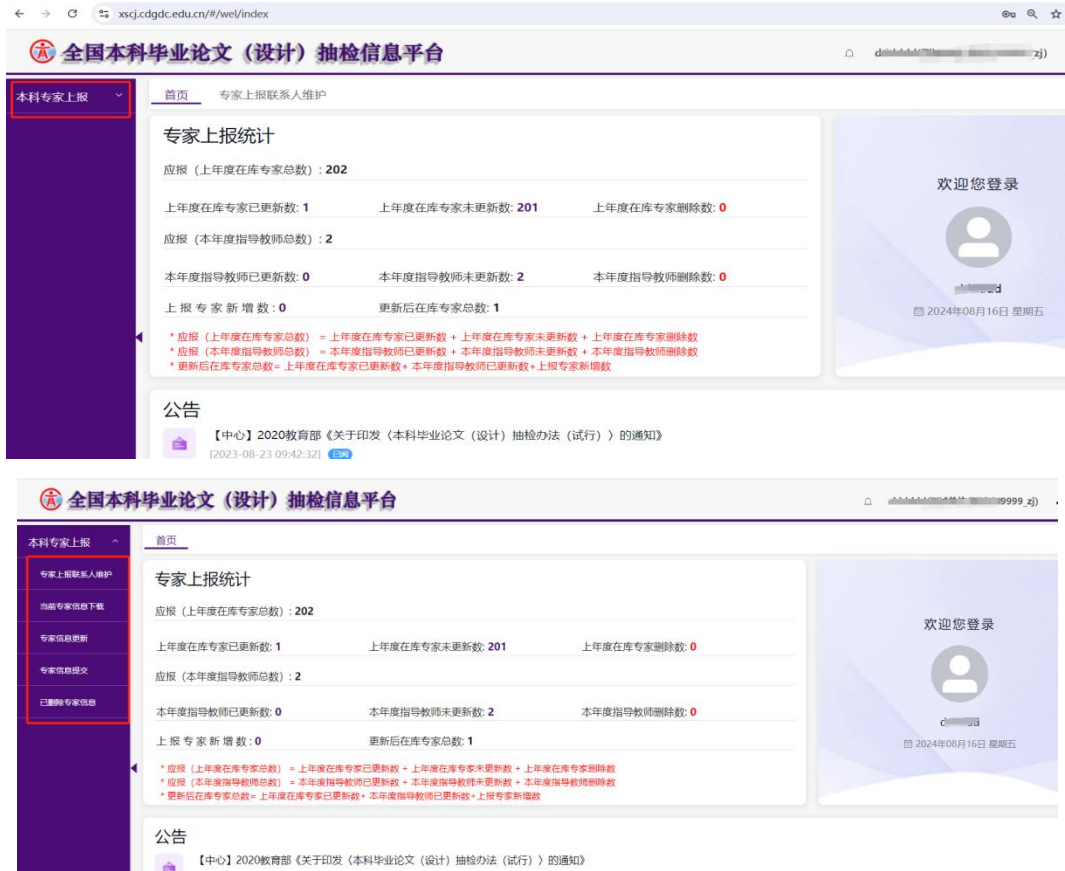 xscj.cdgdc.edu.cn/#/wel/index
全国本科毕业论文（设计）抽检信息平台
zj)
本科专家上报
首页 专家上报联系人维护
专家上报统计
应报（上年度在库专家总数）: 202
上年度在库专家已更新数: 1 上年度在库专家未更新数: 201 上年度在库专家删除数: 0
应报（本年度指导教师总数）: 2
本年度指导教师已更新数: 0 本年度指导教师未更新数: 2 本年度指导教师删除数: 0
上报专家新增数: 0 更新后在库专家总数: 1
* 应报（上年度在库专家总数） = 上年度在库专家已更新数 + 上年度在库专家未更新数 + 上年度在库专家删除数
* 应报（本年度指导教师总数） = 本年度指导教师已更新数 + 本年度指导教师未更新数 + 本年度指导教师删除数
* 更新后在库专家总数= 上年度在库专家已更新数+ 本年度指导教师已更新数+上报专家新增数
欢迎您登录
2024年08月16日 星期五
公告
【中心】2020教育部《关于印发〈本科毕业论文（设计）抽检办法（试行）〉的通知》
[2023-08-23 09:42:32] 已阅
全国本科毕业论文（设计）抽检信息平台
9999_zj)
本科专家上报
专家上报联系人维护
当前专家信息下载
专家信息更新
专家信息提交
已删除专家信息
首页
专家上报统计
应报（上年度在库专家总数）: 202
上年度在库专家已更新数: 1 上年度在库专家未更新数: 201 上年度在库专家删除数: 0
应报（本年度指导教师总数）: 2
本年度指导教师已更新数: 0 本年度指导教师未更新数: 2 本年度指导教师删除数: 0
上报专家新增数: 0 更新后在库专家总数: 1
* 应报（上年度在库专家总数） = 上年度在库专家已更新数 + 上年度在库专家未更新数 + 上年度在库专家删除数
* 应报（本年度指导教师总数） = 本年度指导教师已更新数 + 本年度指导教师未更新数 + 本年度指导教师删除数
* 更新后在库专家总数= 上年度在库专家已更新数+ 本年度指导教师已更新数+上报专家新增数
欢迎您登录
2024年08月16日 星期五
公告
【中心】2020教育部《关于印发〈本科毕业论文（设计）抽检办法（试行）〉的通知》